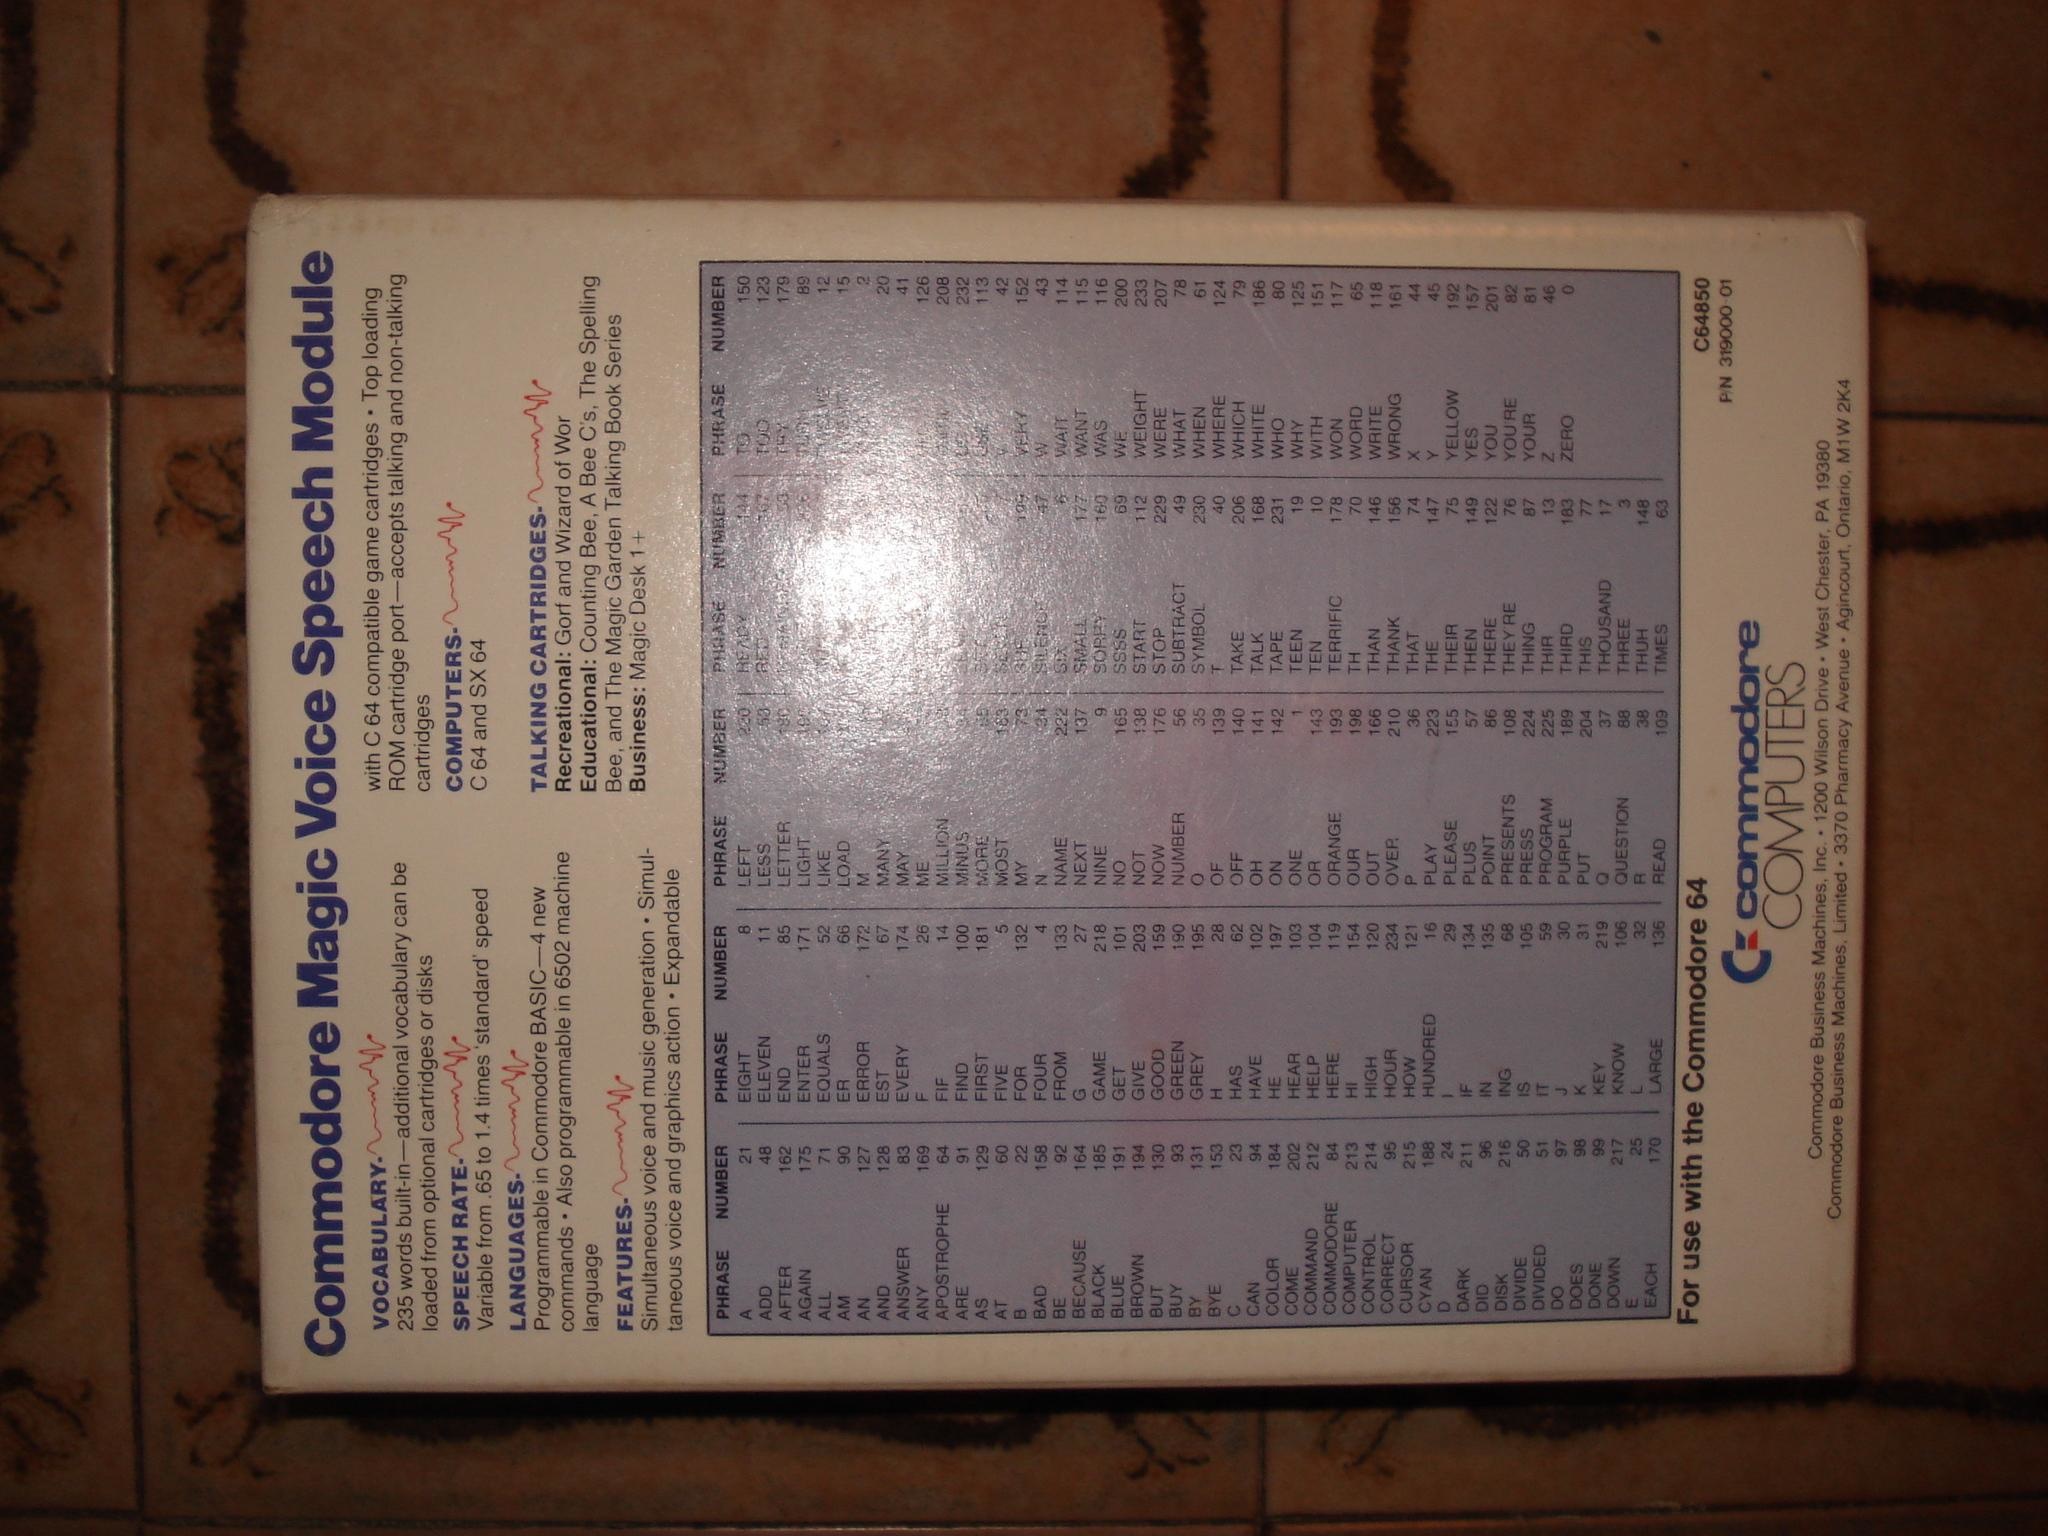 Commodore Magic Voice Speech Module
VOCABULARY
235 words built-in—additional vocabulary can be
loaded from optional cartridges or disks
SPEECH RATE
Variable from .65 to 1.4 times 'standard' speed
LANGUAGES
Programmable in Commodore BASIC—4 new
commands • Also programmable in 6502 machine
language
FEATURES
Simultaneous voice and music generation • Simul-
taneous voice and graphics action • Expandable
with C 64 compatible game cartridges • Top loading
ROM cartridge port—accepts talking and non-talking
cartridges
COMPUTERS
C 64 and SX 64
TALKING CARTRIDGES
Recreational: Gorf and Wizard of Wor
Educational: Counting Bee, A Bee C's, The Spelling
Bee, and The Magic Garden Talking Book Series
Business: Magic Desk 1+
PHRASE NUMBER PHRASE NUMBER PHRASE NUMBER PHRASE NUMBER PHRASE NUMBER
A 21 EIGHT 8 LEFT 220 READY 144 TO 150
ADD 48 ELEVEN 11 LESS 53 RED TOO 123
AFTER 162 END 85 LETTER 180 TRY 179
AGAIN 175 ENTER 171 LIGHT TURN 89
ALL 71 EQUALS 52 LIKE TWELVE 12
AM 90 ER 66 LOAD 15
AN 127 ERROR 172 M 2
AND 128 EST 67 MANY 20
ANSWER 83 EVERY 174 MAY 41
ANY 169 F 26 ME 126
APOSTROPHE 64 FIF 14 MILLION 208
ARE 91 FIND 100 MINUS 232
AS 129 FIRST 181 MORE 113
AT 60 FIVE 5 MOST 163 42
B 22 FOR 132 MY 73 VERY 152
BAD 158 FOUR 4 N 34 47 W 43
BE 92 FROM 133 NAME 222 SIX 6 WAIT 114
BECAUSE 164 G 27 NEXT 137 SMALL 177 WANT 115
BLACK 185 GAME 218 NINE 9 SORRY 160 WAS 116
BLUE 191 GET 101 NO 165 SSSS 69 WE 200
BROWN 194 GIVE 203 NOT 138 START 112 WEIGHT 233
BUT 130 GOOD 159 NOW 176 STOP 229 WERE 207
BUY 93 GREEN 190 NUMBER 56 SUBTRACT 49 WHAT 78
BY 131 GREY 195 O 35 SYMBOL 230 WHEN 61
BYE 153 H 28 OF 139 T 40 WHERE 124
C 23 HAS 62 OFF 140 TAKE 206 WHICH 79
CAN 94 HAVE 102 OH 141 TALK 168 WHITE 186
COLOR 184 HE 197 ON 142 TAPE 231 WHO 80
COME 202 HEAR 103 ONE 1 TEEN 19 WHY 125
COMMAND 212 HELP 104 OR 143 TEN 10 WITH 151
COMMODORE 84 HERE 119 ORANGE 193 TERRIFIC 178 WON 117
COMPUTER 213 HI 154 OUR 198 TH 70 WORD 65
CONTROL 214 HIGH 120 OUT 166 THAN 146 WRITE 118
CORRECT 95 HOUR 234 OVER 210 THANK 156 WRONG 161
CURSOR 215 HOW 121 P 36 THAT 74 X 44
CYAN 188 HUNDRED 16 PLAY 223 THE 147 Y 45
D 24 I 29 PLEASE 155 THEIR 75 YELLOW 192
DARK 211 IF 134 PLUS 57 THEN 149 YES 157
DID 96 IN 135 POINT 86 THERE 122 YOU 201
DISK 216 ING 68 PRESENTS 108 THEY'RE 76 YOU'RE 82
DIVIDE 50 IS 105 PRESS 224 THING 87 YOUR 81
DIVIDED 51 IT 59 PROGRAM 225 THIR 13 Z 46
DO 97 J 30 PURPLE 189 THIRD 183 ZERO 0
DOES 98 K 31 PUT 204 THIS 77
DONE 99 KEY 219 Q 37 THOUSAND 17
DOWN 217 KNOW 106 QUESTION 88 THREE 3
E 25 L 32 R 38 THUH 148
EACH 170 LARGE 136 READ 109 TIMES 63
For use with the Commodore 64
C64850
P/N 319000-01
commodore
COMPUTERS
Commodore Business Machines, Inc. • 1200 Wilson Drive • West Chester, PA 19380
Commodore Business Machines, Limited • 3370 Pharmacy Avenue • Agincourt, Ontario, M1W 2K4